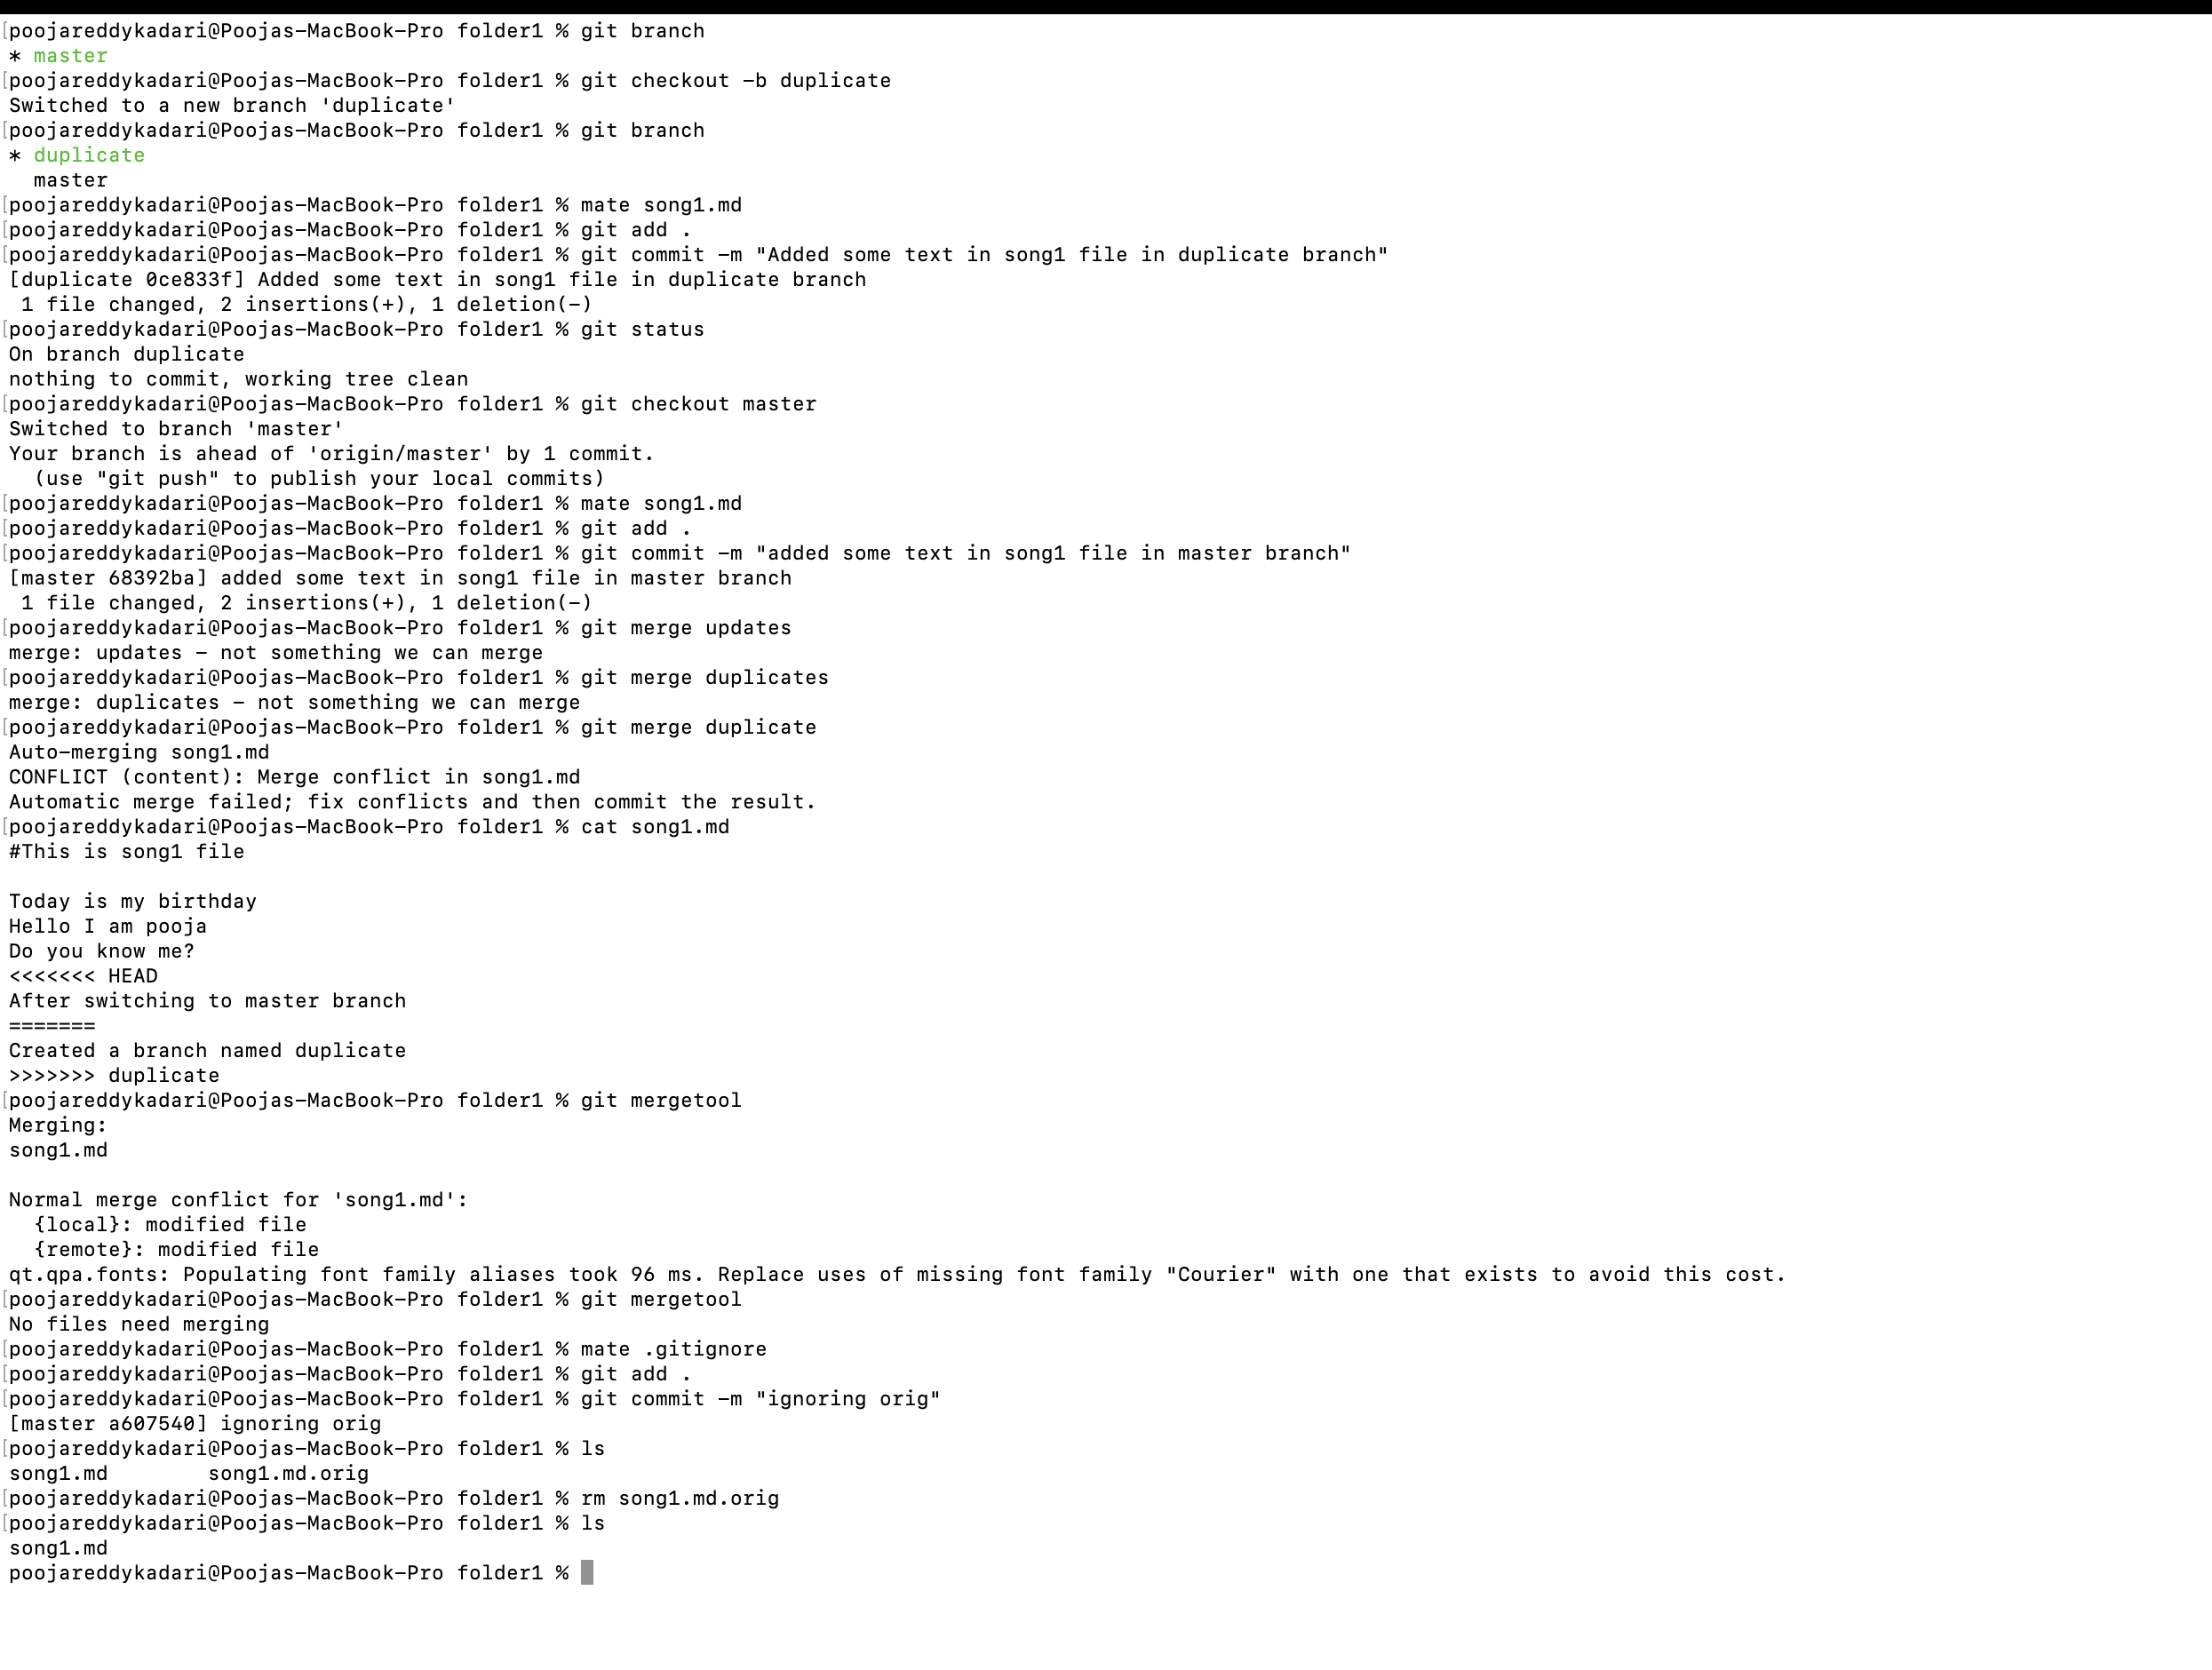 [poojareddykadari@Poojas-MacBook-Pro folder1 % git branch
* master
[poojareddykadari@Poojas-MacBook-Pro folder1 % git checkout -b duplicate
Switched to a new branch 'duplicate'
[poojareddykadari@Poojas-MacBook-Pro folder1 % git branch
* duplicate
  master
[poojareddykadari@Poojas-MacBook-Pro folder1 % mate song1.md
[poojareddykadari@Poojas-MacBook-Pro folder1 % git add .
[poojareddykadari@Poojas-MacBook-Pro folder1 % git commit -m "Added some text in song1 file in duplicate branch"
[duplicate 0ce833f] Added some text in song1 file in duplicate branch
 1 file changed, 2 insertions(+), 1 deletion(-)
[poojareddykadari@Poojas-MacBook-Pro folder1 % git status
On branch duplicate
nothing to commit, working tree clean
[poojareddykadari@Poojas-MacBook-Pro folder1 % git checkout master
Switched to branch 'master'
Your branch is ahead of 'origin/master' by 1 commit.
  (use "git push" to publish your local commits)
[poojareddykadari@Poojas-MacBook-Pro folder1 % mate song1.md
[poojareddykadari@Poojas-MacBook-Pro folder1 % git add .
[poojareddykadari@Poojas-MacBook-Pro folder1 % git commit -m "added some text in song1 file in master branch"
[master 68392ba] added some text in song1 file in master branch
 1 file changed, 2 insertions(+), 1 deletion(-)
[poojareddykadari@Poojas-MacBook-Pro folder1 % git merge updates
merge: updates - not something we can merge
[poojareddykadari@Poojas-MacBook-Pro folder1 % git merge duplicates
merge: duplicates - not something we can merge
[poojareddykadari@Poojas-MacBook-Pro folder1 % git merge duplicate
Auto-merging song1.md
CONFLICT (content): Merge conflict in song1.md
Automatic merge failed; fix conflicts and then commit the result.
[poojareddykadari@Poojas-MacBook-Pro folder1 % cat song1.md
#This is song1 file

Today is my birthday
Hello I am pooja
Do you know me?
<<<<<<< HEAD
After switching to master branch
=======
Created a branch named duplicate
>>>>>>> duplicate
[poojareddykadari@Poojas-MacBook-Pro folder1 % git mergetool
Merging:
song1.md

Normal merge conflict for 'song1.md':
  {local}: modified file
  {remote}: modified file
qt.qpa.fonts: Populating font family aliases took 96 ms. Replace uses of missing font family "Courier" with one that exists to avoid this cost.
[poojareddykadari@Poojas-MacBook-Pro folder1 % git mergetool
No files need merging
[poojareddykadari@Poojas-MacBook-Pro folder1 % mate .gitignore
[poojareddykadari@Poojas-MacBook-Pro folder1 % git add .
[poojareddykadari@Poojas-MacBook-Pro folder1 % git commit -m "ignoring orig"
[master a607540] ignoring orig
[poojareddykadari@Poojas-MacBook-Pro folder1 % ls
song1.md        song1.md.orig
[poojareddykadari@Poojas-MacBook-Pro folder1 % rm song1.md.orig
[poojareddykadari@Poojas-MacBook-Pro folder1 % ls
song1.md
poojareddykadari@Poojas-MacBook-Pro folder1 %